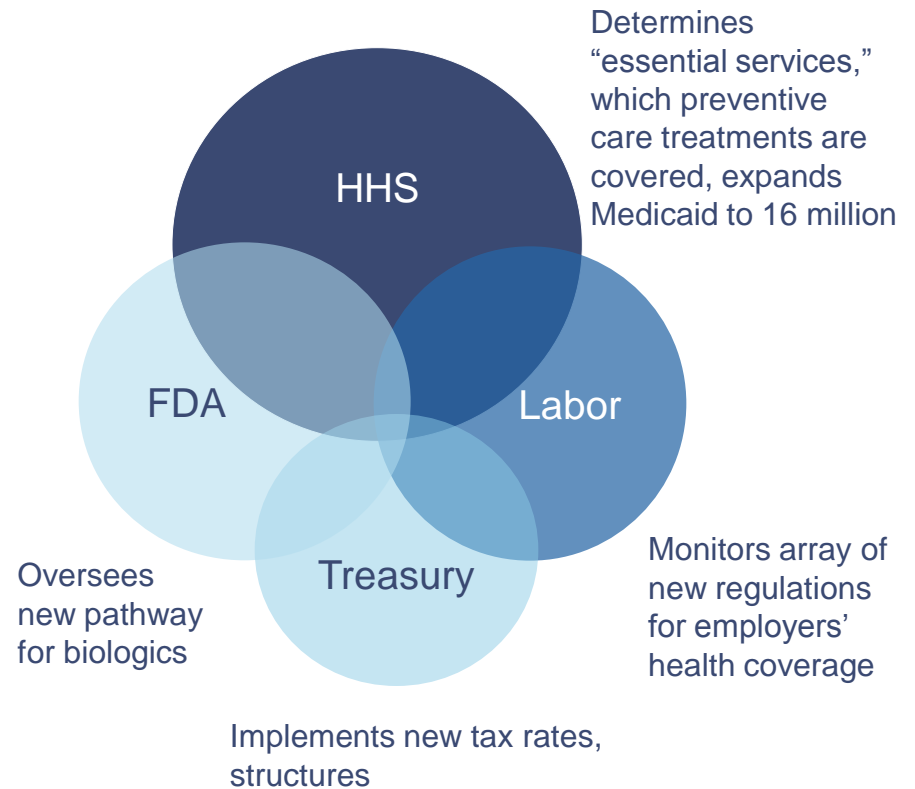 Determines
“essential services,”
which preventive
care treatments are
covered, expands
Medicaid to 16 million
HHS
FDA
Labor
Treasury
Oversees
new pathway
for biologics
Monitors array of
new regulations
for employers’
health coverage
Implements new tax rates,
structures